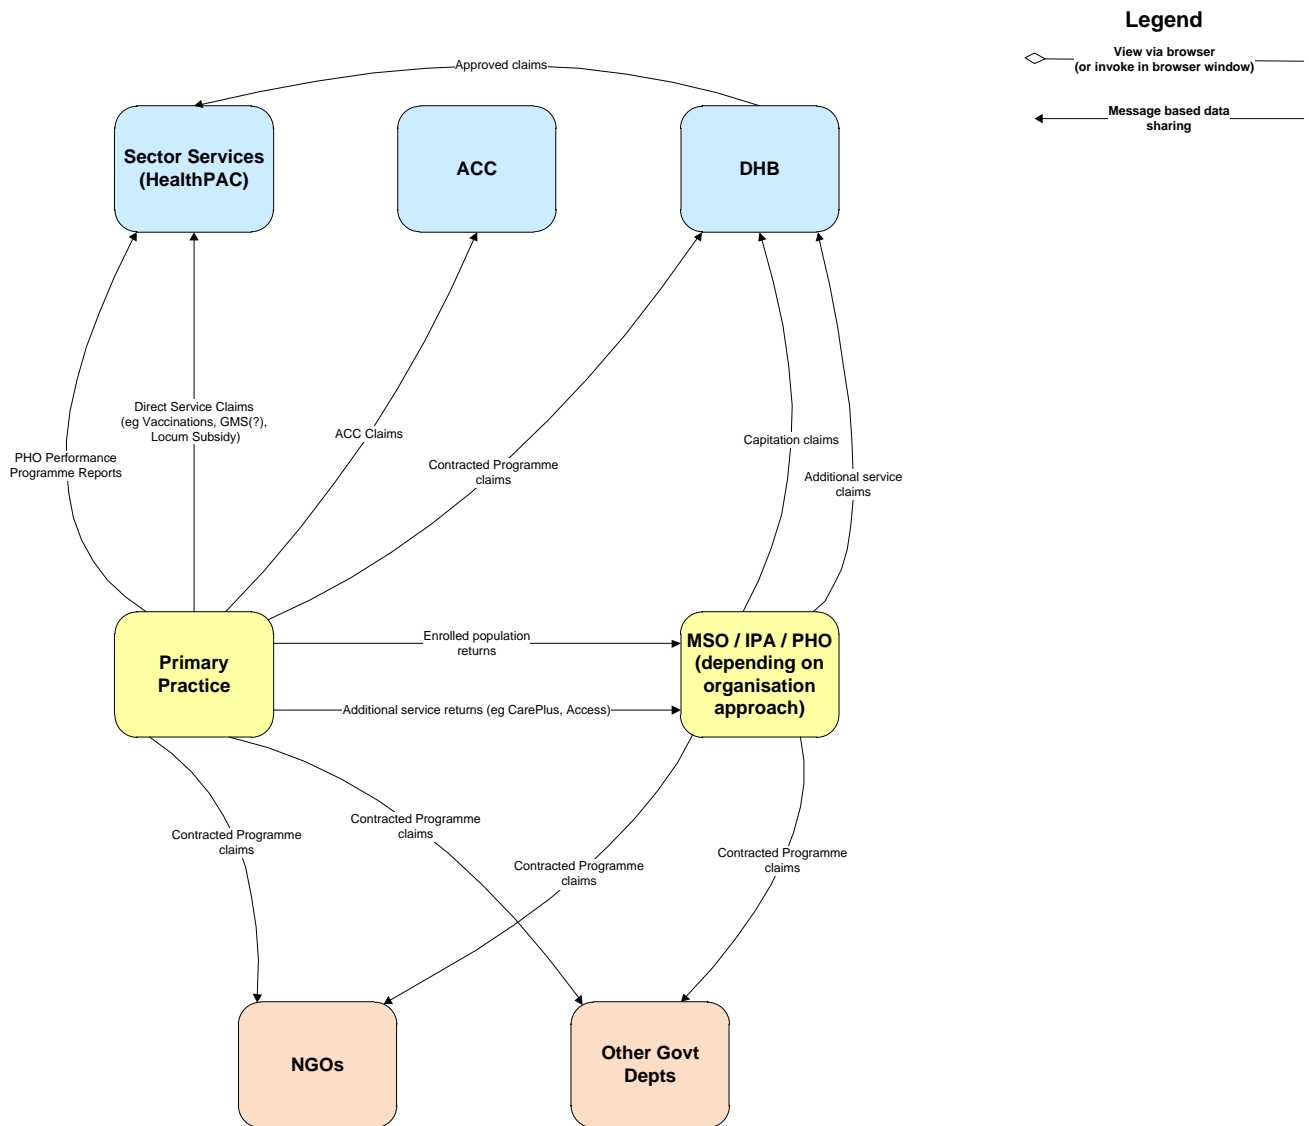 Legend
View via browser
(or invoke in browser window)
Message based data
sharing
Approved claims
Sector Services
(HealthPAC)
ACC
DHB
Direct Service Claims
(eg Vaccinations, GMS(?),
Locum Subsidy)
PHO Performance
Programme Reports
ACC Claims
Contracted Programme
claims
Capitation claims
Additional service
claims
Primary
Practice
Enrolled population
returns
Additional service returns (eg CarePlus, Access)
MSO / IPA / PHO
(depending on
organisation
approach)
Contracted Programme
claims
Contracted Programme
claims
Contracted Programme
claims
Contracted Programme
claims
NGOs
Other Govt
Depts